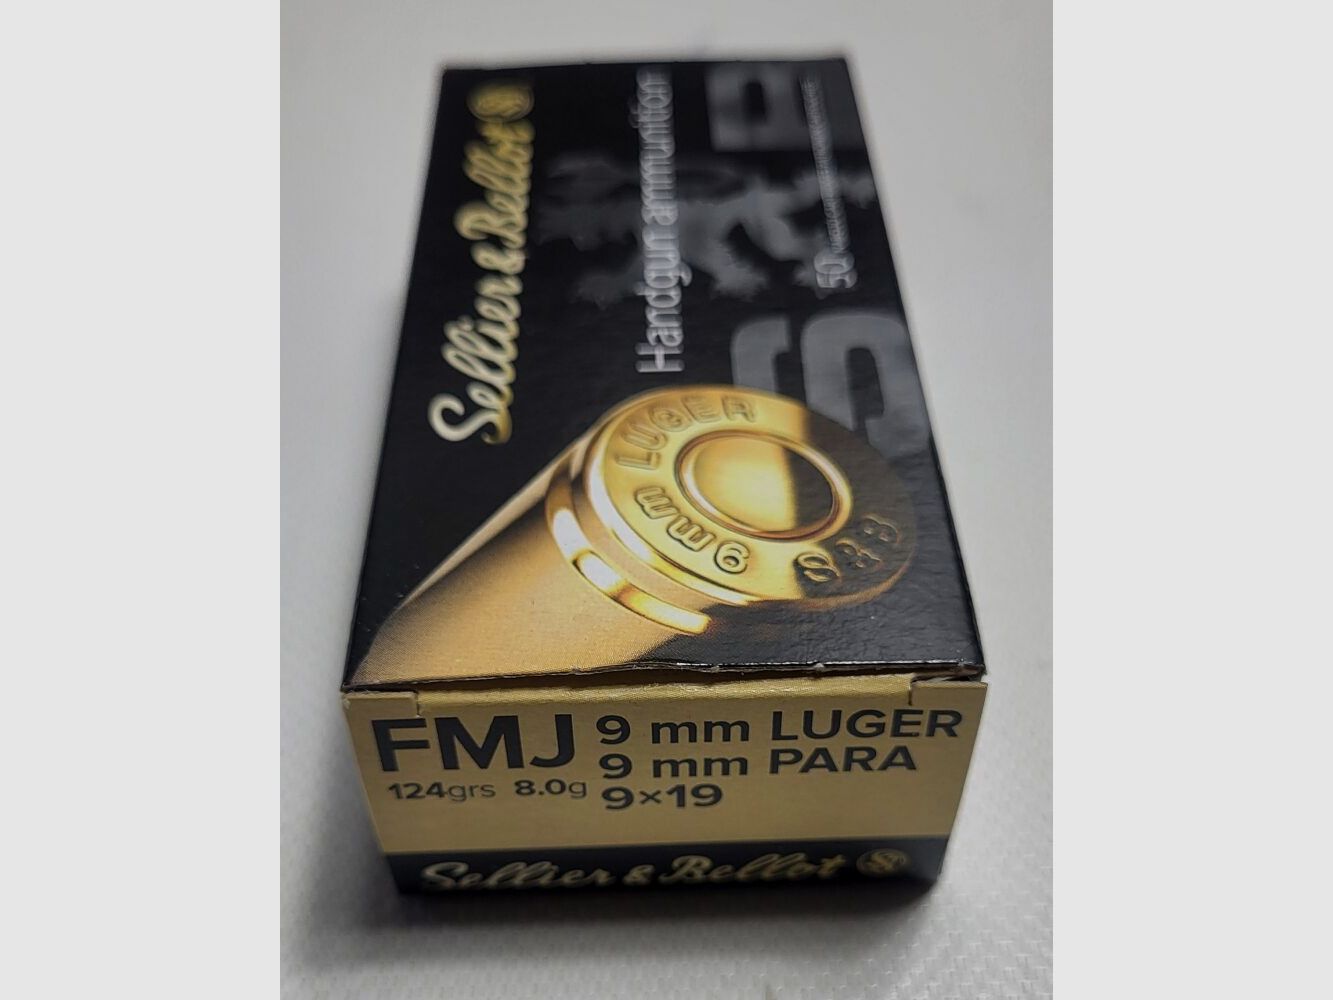 Sellier & Bellot
Handgun ammunition
S P
50
LUGER
9mm
S&B
FMJ
124grs 8.0g
9 mm LUGER
9 mm PARA
9×19
Sellier & Bellot